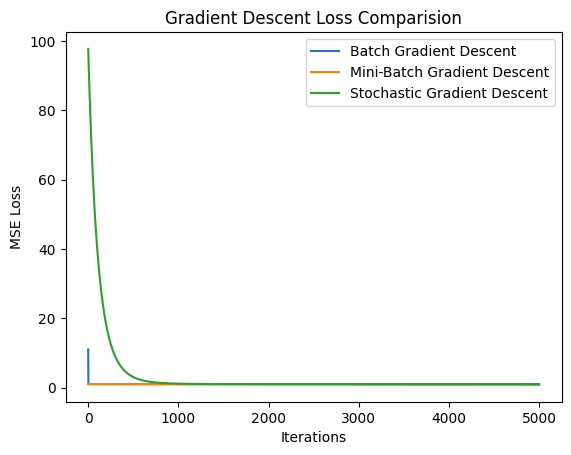 Gradient Descent Loss Comparision
Batch Gradient Descent
Mini-Batch Gradient Descent
Stochastic Gradient Descent
100
80
60
40
20
0
MSE Loss
0 1000 2000 3000 4000 5000
Iterations